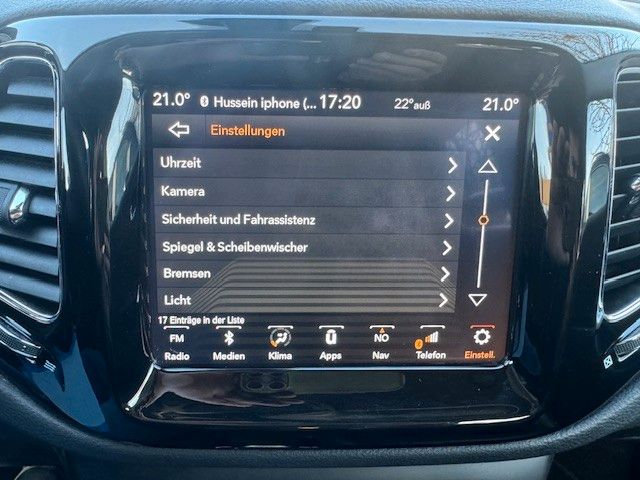 21.0° Hussein iphone (... 17:20 22°auß 21.0°
Einstellungen
Uhrzeit
Kamera
Sicherheit und Fahrassistenz
Spiegel & Scheibenwischer
Bremsen
Licht
17 Einträge in der Liste
FM NO
Radio Medien Klima Apps Nav Telefon Einstell.